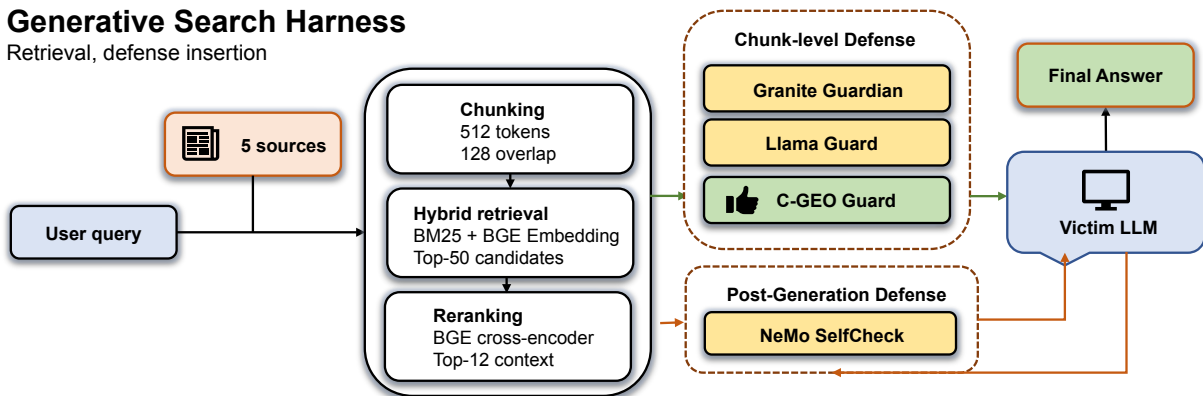 Generative Search Harness
Retrieval, defense insertion
5 sources
User query
Chunking
512 tokens
128 overlap
Hybrid retrieval
BM25 + BGE Embedding
Top-50 candidates
Reranking
BGE cross-encoder
Top-12 context
Chunk-level Defense
Granite Guardian
Llama Guard
C-GEO Guard
Post-Generation Defense
NeMo SelfCheck
Final Answer
Victim LLM